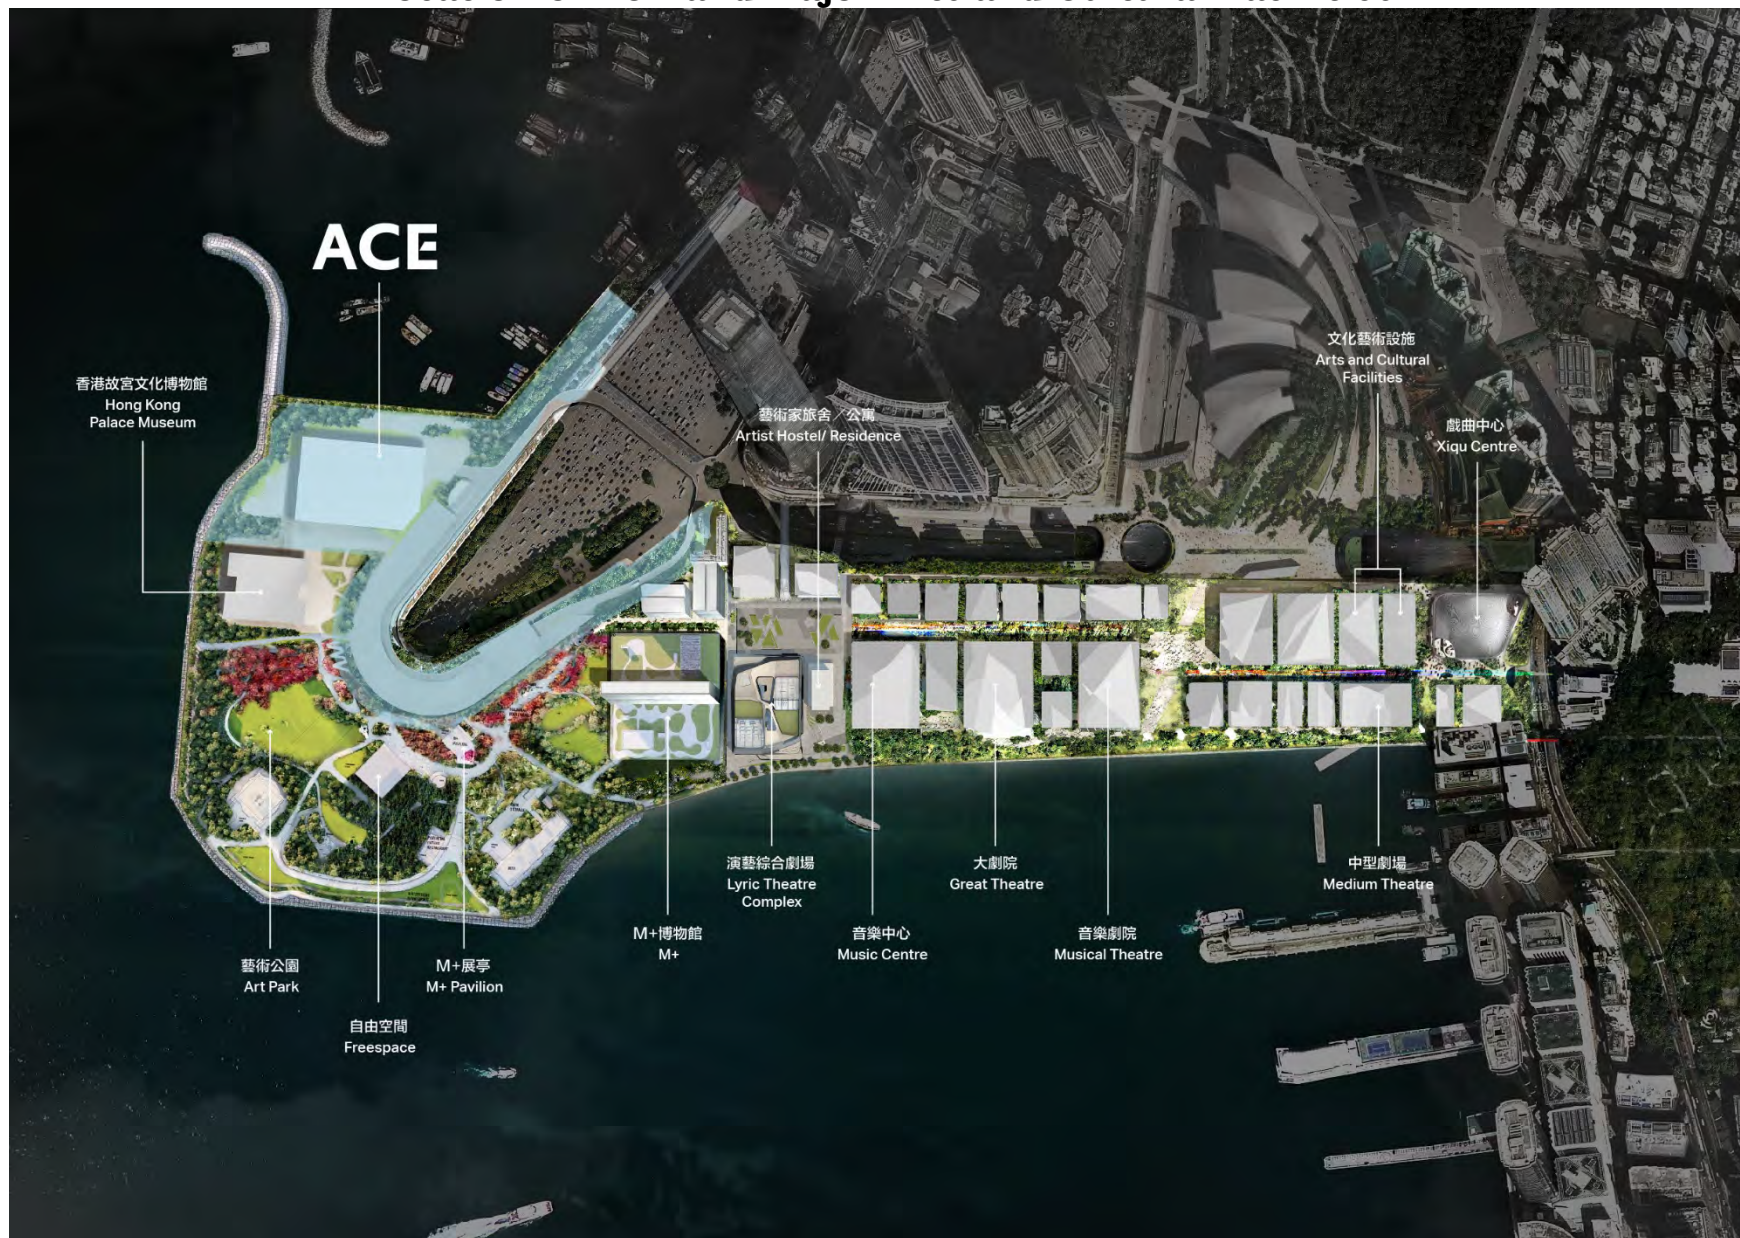 ACE
香港故宮文化博物館
Hong Kong
Palace Museum
文化藝術設施
Arts and Cultural
Facilities
藝術家旅舍／公寓
Artist Hostel/ Residence
戲曲中心
Xiqu Centre
演藝綜合劇場
Lyric Theatre
Complex
大劇院
Great Theatre
中型劇場
Medium Theatre
M+博物館
M+
音樂中心
Music Centre
音樂劇院
Musical Theatre
藝術公園
Art Park
M+展亭
M+ Pavilion
自由空間
Freespace